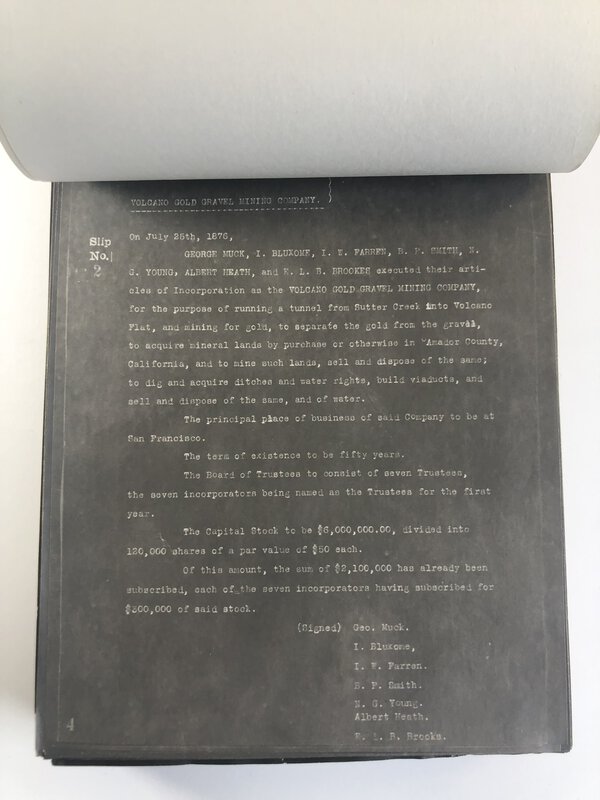 VOLCANO GOLD GRAVEL MINING COMPANY.
Slip
No.
2
On July 25th, 1876,
GEORGE MUCK, I. BLUXOME, I. E. FARREN, B. P. SMITH, N.
G. YOUNG, ALBERT HEATH, and E. L. B. BROOKES executed their arti-
cles of Incorporation as the VOLCANO GOLD GRAVEL MINING COMPANY,
for the purpose of running a tunnel from Sutter Creek into Volcano
Flat, and mining for gold, to separate the gold from the gravel,
to acquire mineral lands by purchase or otherwise in Amador County,
California, and to mine such lands, sell and dispose of the same;
to dig and acquire ditches and water rights, build viaducts, and
sell and dispose of the same, and of water.
The principal place of business of said Company to be at
San Francisco.
The term of existence to be fifty years.
The Board of Trustees to consist of seven Trustees,
the seven incorporators being named as the Trustees for the first
year.
The Capital Stock to be $6,000,000.00, divided into
120,000 shares of a par value of $50 each.
Of this amount, the sum of $2,100,000 has already been
subscribed, each of the seven incorporators having subscribed for
$300,000 of said stock.
(Signed) Geo. Muck.
I. Bluxome,
I. E. Farren.
B. P. Smith.
N. G. Young.
Albert Heath.
E. L. B. Brooks.
4